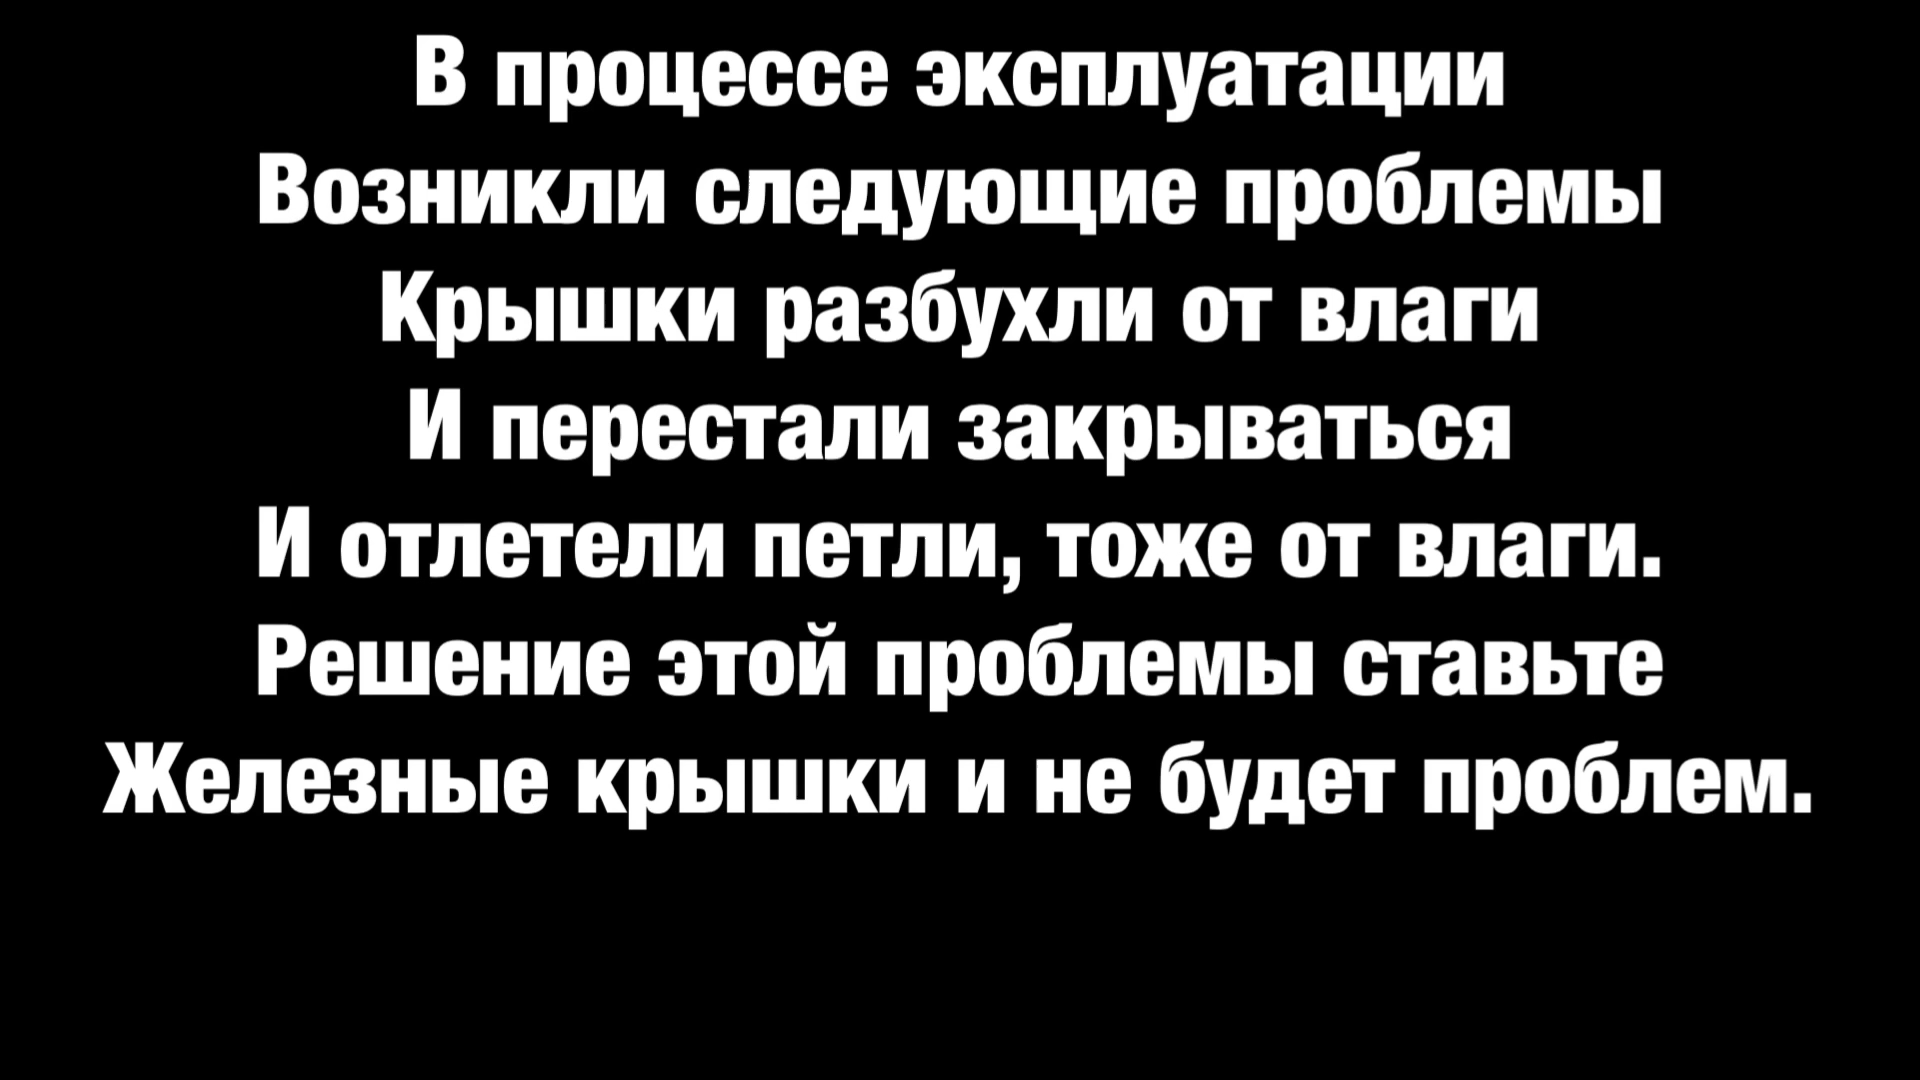 В процессе эксплуатации
Возникли следующие проблемы
Крышки разбухли от влаги
И перестали закрываться
И отлетели петли, тоже от влаги.
Решение этой проблемы ставьте
Железные крышки и не будет проблем.